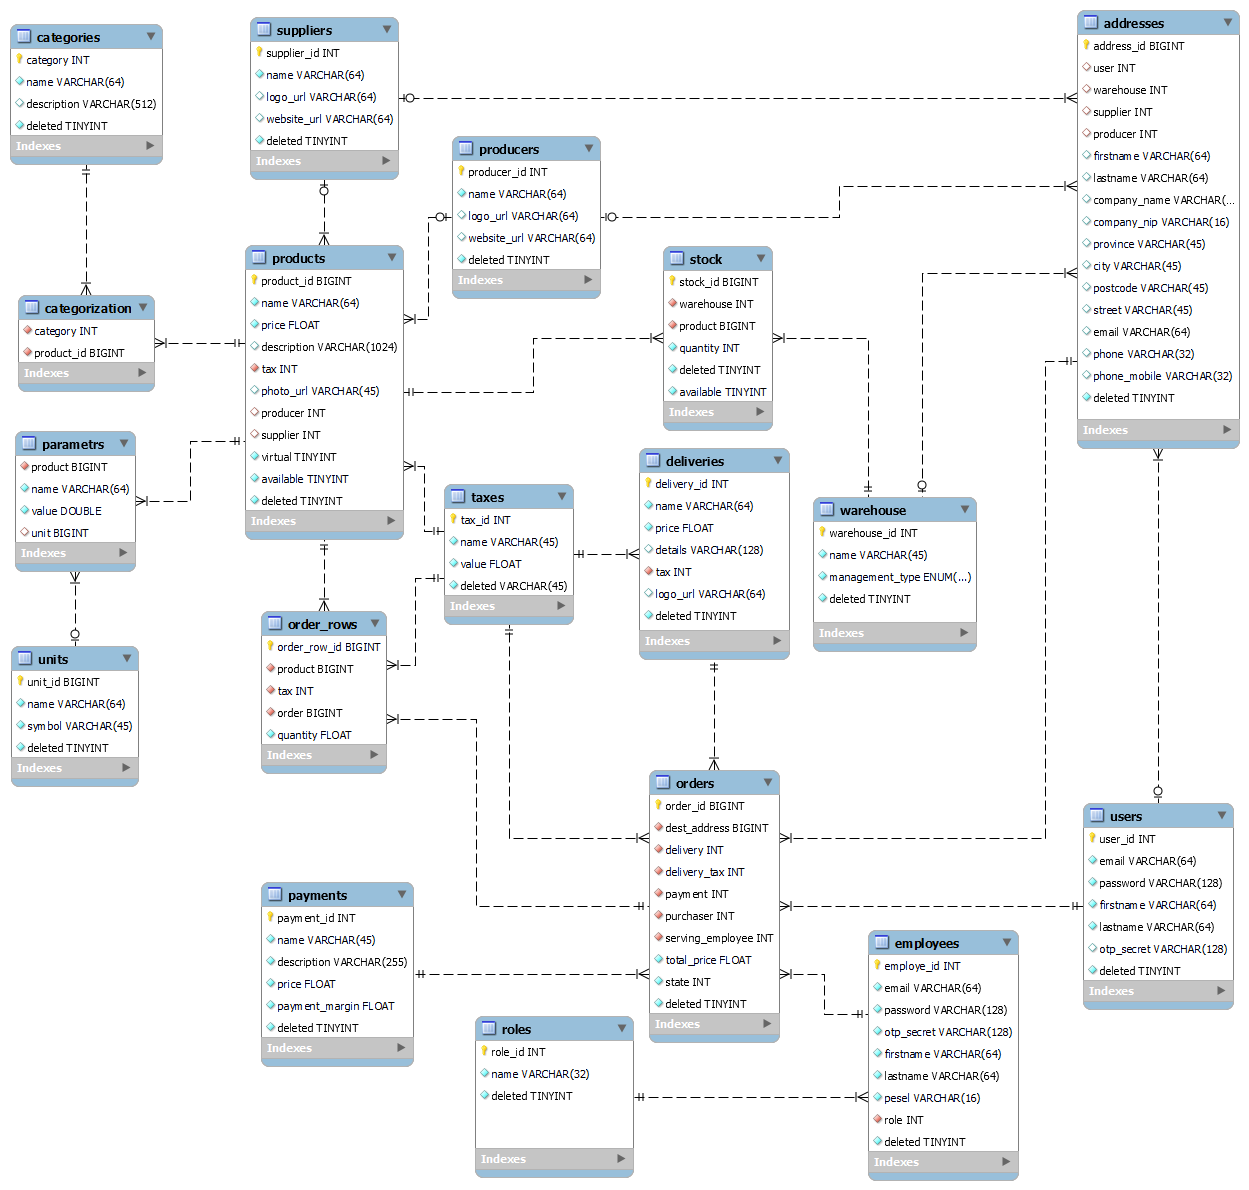 categories
category INT
name VARCHAR(64)
description VARCHAR(512)
deleted TINYINT
Indexes
suppliers
supplier_id INT
name VARCHAR(64)
logo_url VARCHAR(64)
website_url VARCHAR(64)
deleted TINYINT
Indexes
addresses
address_id BIGINT
user INT
warehouse INT
supplier INT
producer INT
firstname VARCHAR(64)
lastname VARCHAR(64)
company_name VARCHAR(...
company_nip VARCHAR(16)
province VARCHAR(45)
city VARCHAR(45)
postcode VARCHAR(45)
street VARCHAR(45)
email VARCHAR(64)
phone VARCHAR(32)
phone_mobile VARCHAR(32)
deleted TINYINT
Indexes
producers
producer_id INT
name VARCHAR(64)
logo_url VARCHAR(64)
website_url VARCHAR(64)
deleted TINYINT
Indexes
products
product_id BIGINT
name VARCHAR(64)
price FLOAT
description VARCHAR(1024)
tax INT
photo_url VARCHAR(45)
producer INT
supplier INT
virtual TINYINT
available TINYINT
deleted TINYINT
Indexes
stock
stock_id BIGINT
warehouse INT
product BIGINT
quantity INT
deleted TINYINT
available TINYINT
Indexes
categorization
category INT
product_id BIGINT
Indexes
parametrs
product BIGINT
name VARCHAR(64)
value DOUBLE
unit BIGINT
Indexes
deliveries
delivery_id INT
name VARCHAR(64)
price FLOAT
details VARCHAR(128)
tax INT
logo_url VARCHAR(64)
deleted TINYINT
Indexes
taxes
tax_id INT
name VARCHAR(45)
value FLOAT
deleted VARCHAR(45)
Indexes
warehouse
warehouse_id INT
name VARCHAR(45)
management_type ENUM(...)
deleted TINYINT
Indexes
order_rows
order_row_id BIGINT
product BIGINT
tax INT
order BIGINT
quantity FLOAT
Indexes
units
unit_id BIGINT
name VARCHAR(64)
symbol VARCHAR(45)
deleted TINYINT
Indexes
orders
order_id BIGINT
dest_address BIGINT
delivery INT
delivery_tax INT
payment INT
purchaser INT
serving_employee INT
total_price FLOAT
state INT
deleted TINYINT
Indexes
users
user_id INT
email VARCHAR(64)
password VARCHAR(128)
firstname VARCHAR(64)
lastname VARCHAR(64)
otp_secret VARCHAR(128)
deleted TINYINT
Indexes
payments
payment_id INT
name VARCHAR(45)
description VARCHAR(255)
price FLOAT
payment_margin FLOAT
deleted TINYINT
Indexes
employees
employe_id INT
email VARCHAR(64)
password VARCHAR(128)
otp_secret VARCHAR(128)
firstname VARCHAR(64)
lastname VARCHAR(64)
pesel VARCHAR(16)
role INT
deleted TINYINT
Indexes
roles
role_id INT
name VARCHAR(32)
deleted TINYINT
Indexes